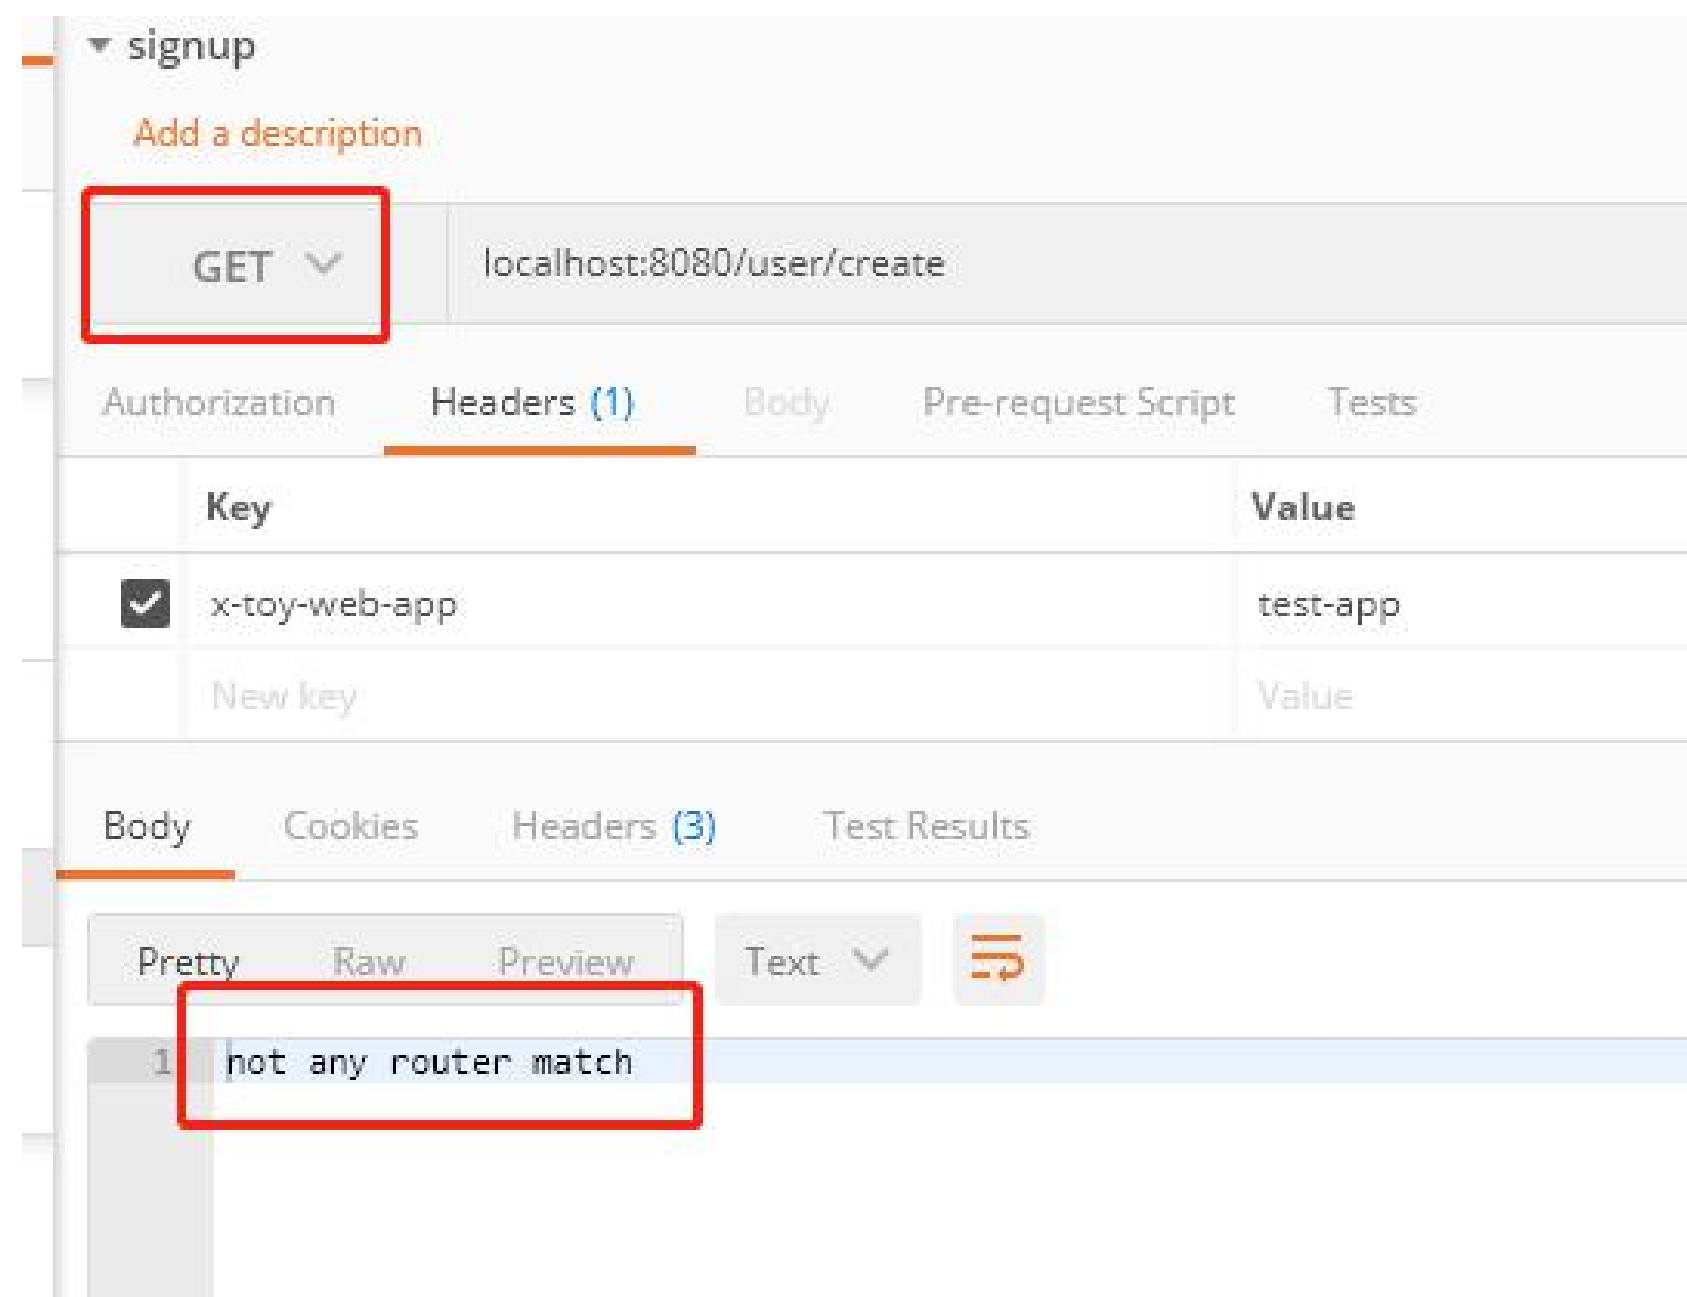 signup
Add a description
GET localhost:8080/user/create
Authorization Headers (1) Body Pre-request Script Tests
Key Value
x-toy-web-app test-app
New key Value
Body Cookies Headers (3) Test Results
Pretty Raw Preview Text
1 not any router match